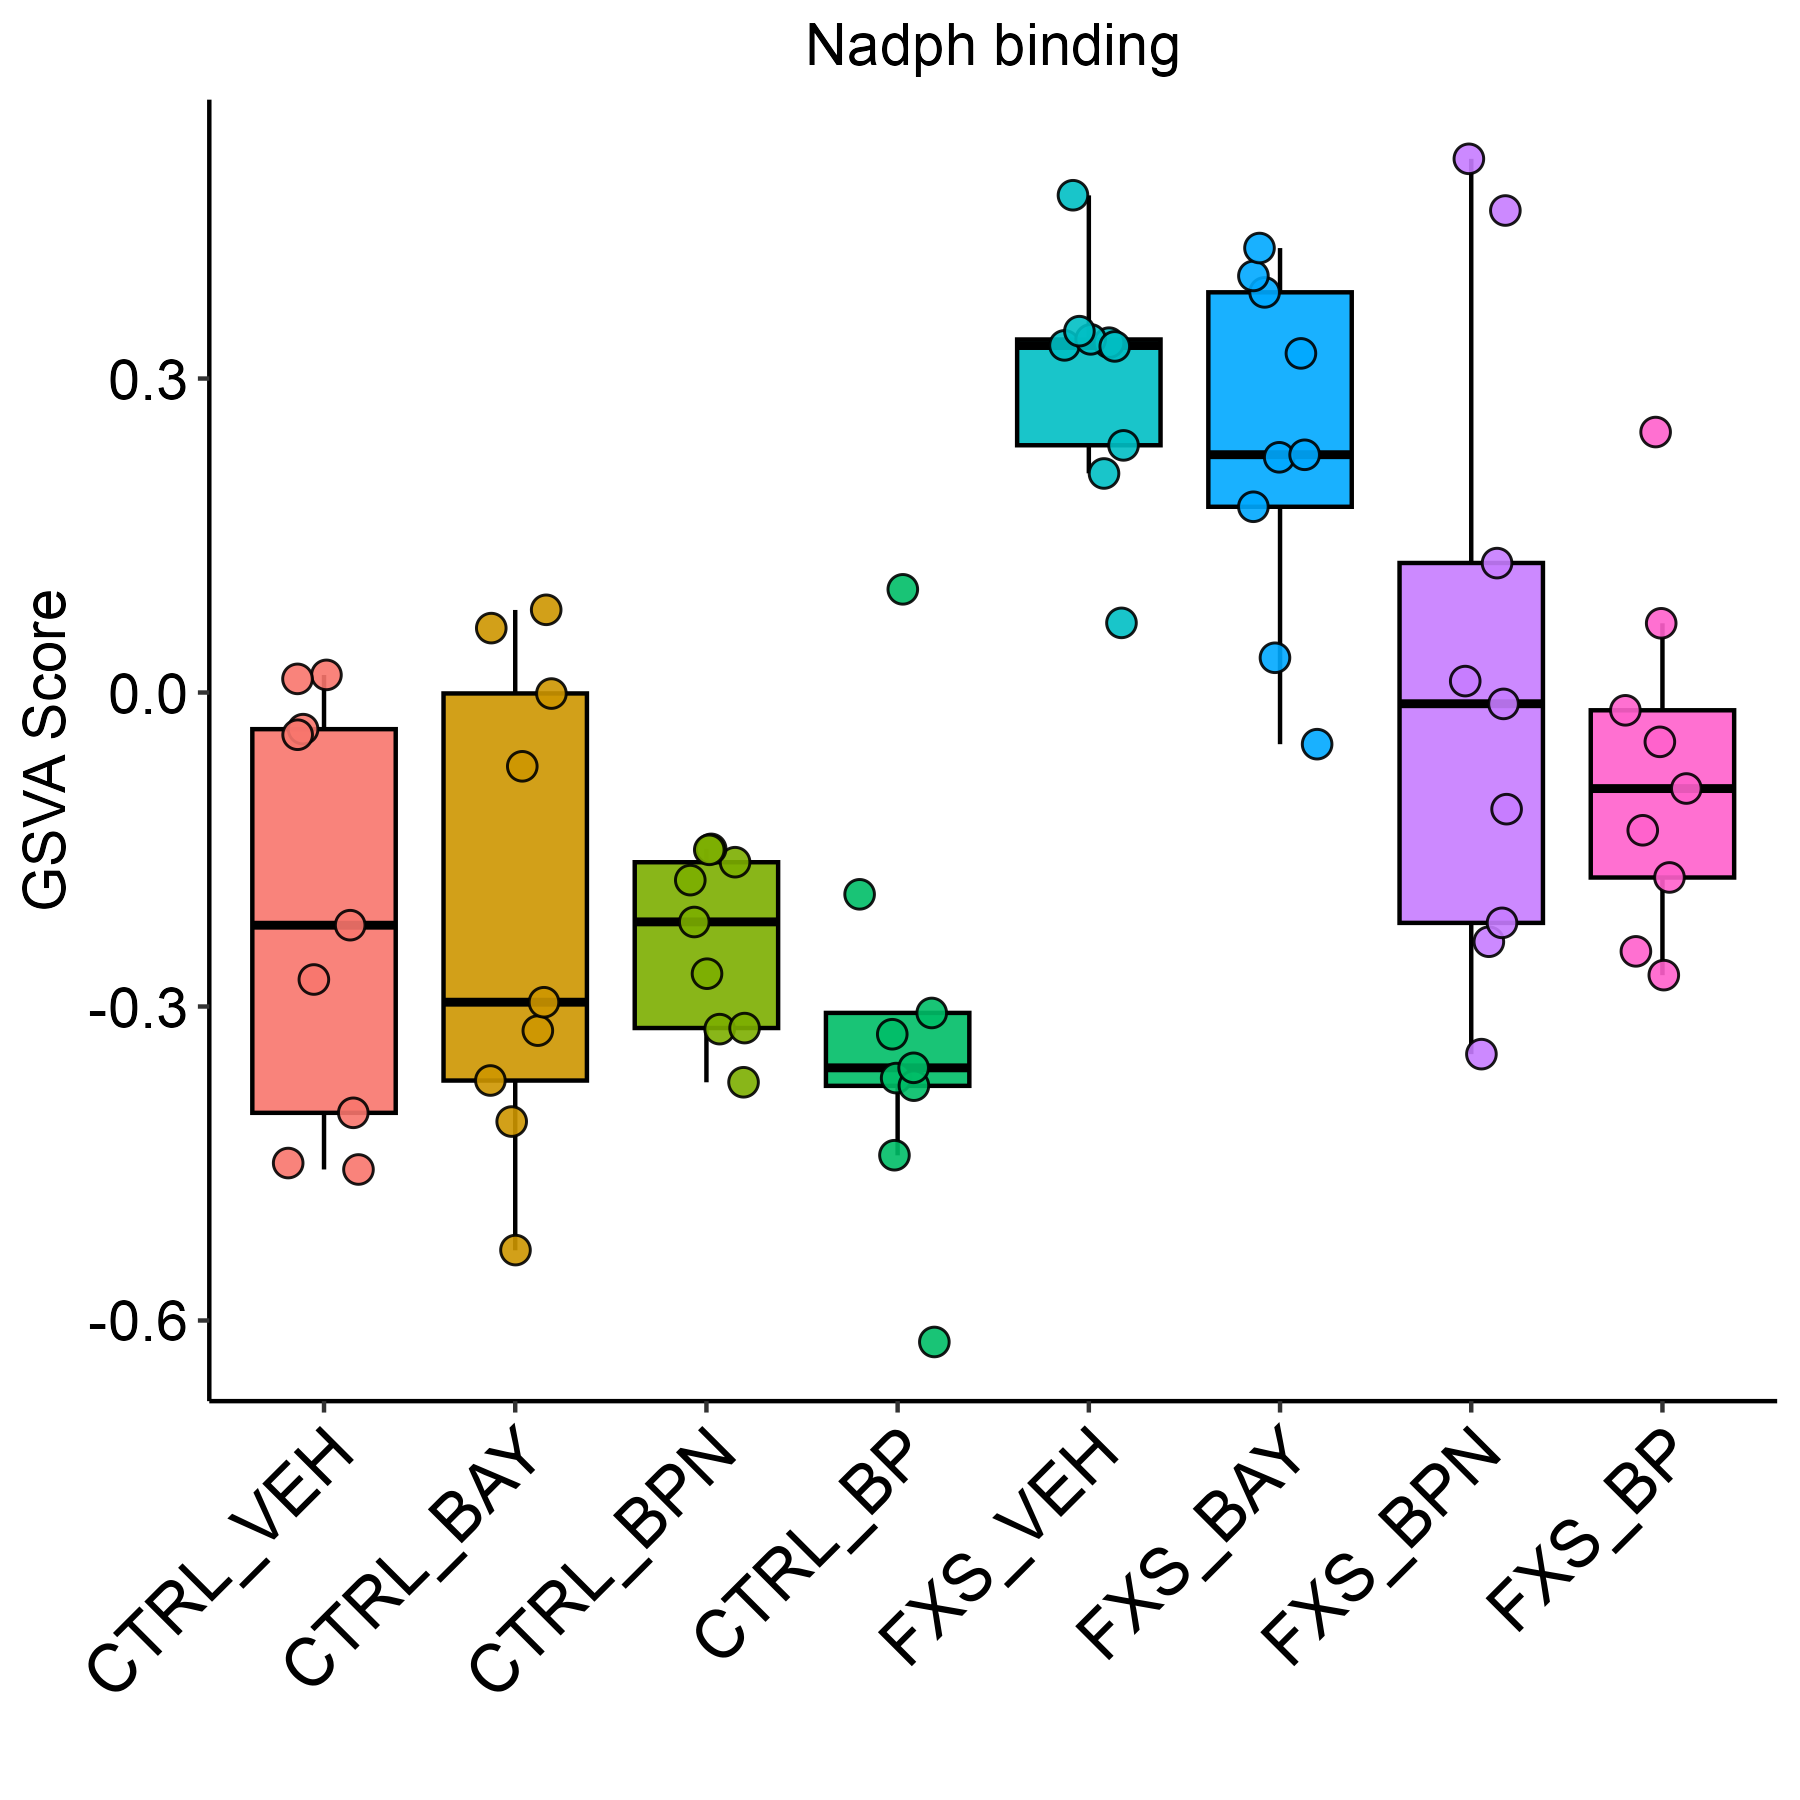 Nadph binding
GSVA Score
0.3
0.0
-0.3
-0.6
CTRL_VEH
CTRL_BAY
CTRL_BPN
CTRL_BP
FXS_VEH
FXS_BAY
FXS_BPN
FXS_BP